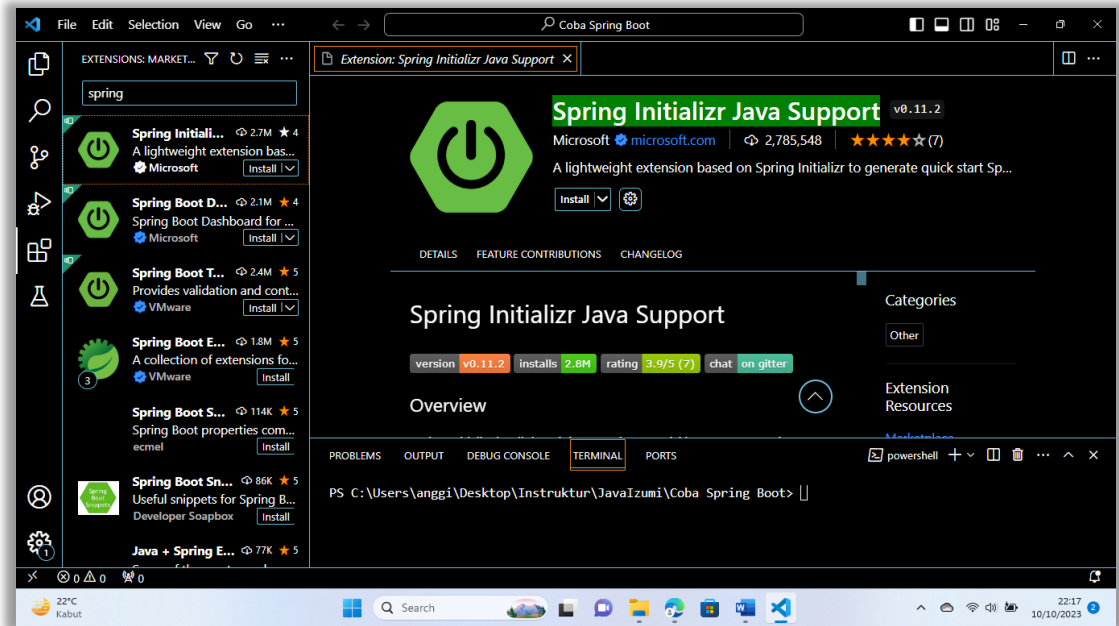 File Edit Selection View Go ···
Coba Spring Boot
EXTENSIONS: MARKET...
spring
Spring Initiali... 2.7M ★ 4
A lightweight extension bas...
Microsoft Install
Spring Boot D... 2.1M ★ 4
Spring Boot Dashboard for ...
Microsoft Install
Spring Boot T... 2.4M ★ 5
Provides validation and cont...
VMware Install
Spring Boot E... 1.8M ★ 5
A collection of extensions fo...
3 VMware Install
Spring Boot S... 114K ★ 5
Spring Boot properties com...
ecmel Install
Spring Boot Sn... 86K ★ 5
Spring Boot Snippets
Useful snippets for Spring B...
Developer Soapbox Install
Java + Spring E... 77K ★ 5
1
Extension: Spring Initializr Java Support
Spring Initializr Java Support v0.11.2
Microsoft microsoft.com 2,785,548 ★★★★☆(7)
A lightweight extension based on Spring Initializr to generate quick start Sp...
Install
DETAILS FEATURE CONTRIBUTIONS CHANGELOG
Spring Initializr Java Support
version v0.11.2 installs 2.8M rating 3.9/5 (7) chat on gitter
Overview
Categories
Other
Extension
Resources
Marketplace
PROBLEMS OUTPUT DEBUG CONSOLE TERMINAL PORTS powershell
PS C:\Users\anggi\Desktop\Instruktur\JavaIzumi\Coba Spring Boot>
0 0 0
22°C
Kabut
Search
22:17
10/10/2023 2